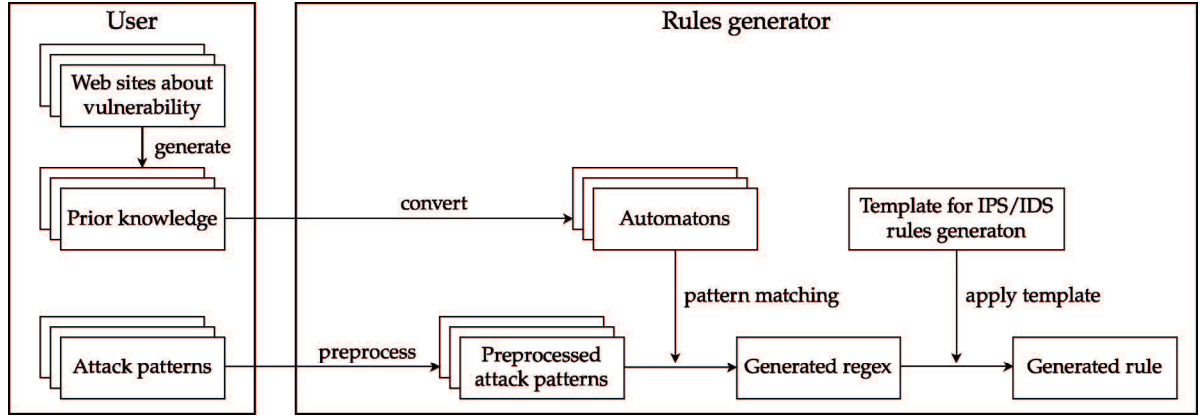 User
Rules generator
Web sites about
vulnerability
generate
Prior knowledge
convert
Automatons
Template for IPS/IDS
rules generaton
pattern matching
apply template
Attack patterns
preprocess
Preprocessed
attack patterns
Generated regex
Generated rule